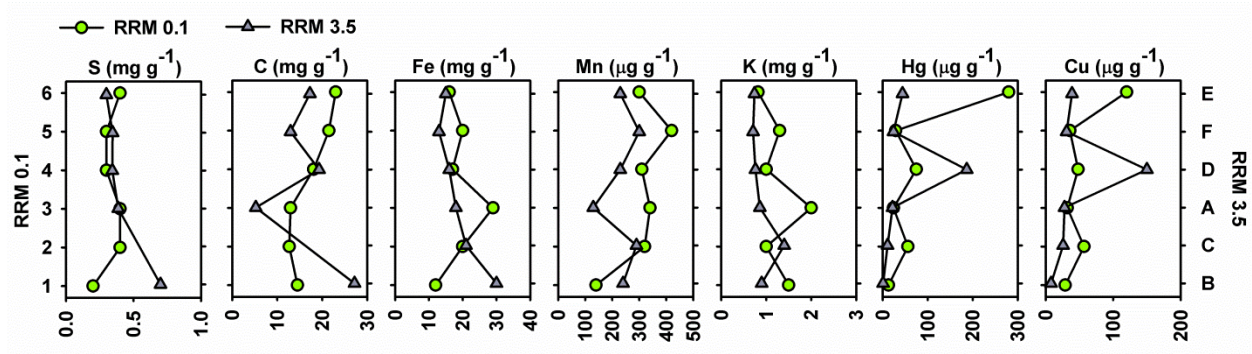 RRM 0.1 RRM 3.5
S (mg g⁻¹) C (mg g⁻¹) Fe (mg g⁻¹) Mn (µg g⁻¹) K (mg g⁻¹) Hg (µg g⁻¹) Cu (µg g⁻¹)
6 E
5 F
4 D
3 A
2 C
1 B
RRM 0.1
RRM 3.5
0.0 0.5 1.0 0 10 20 30 0 10 20 30 40 0 100 200 300 400 500 0 1 2 3 0 100 200 300 0 100 200